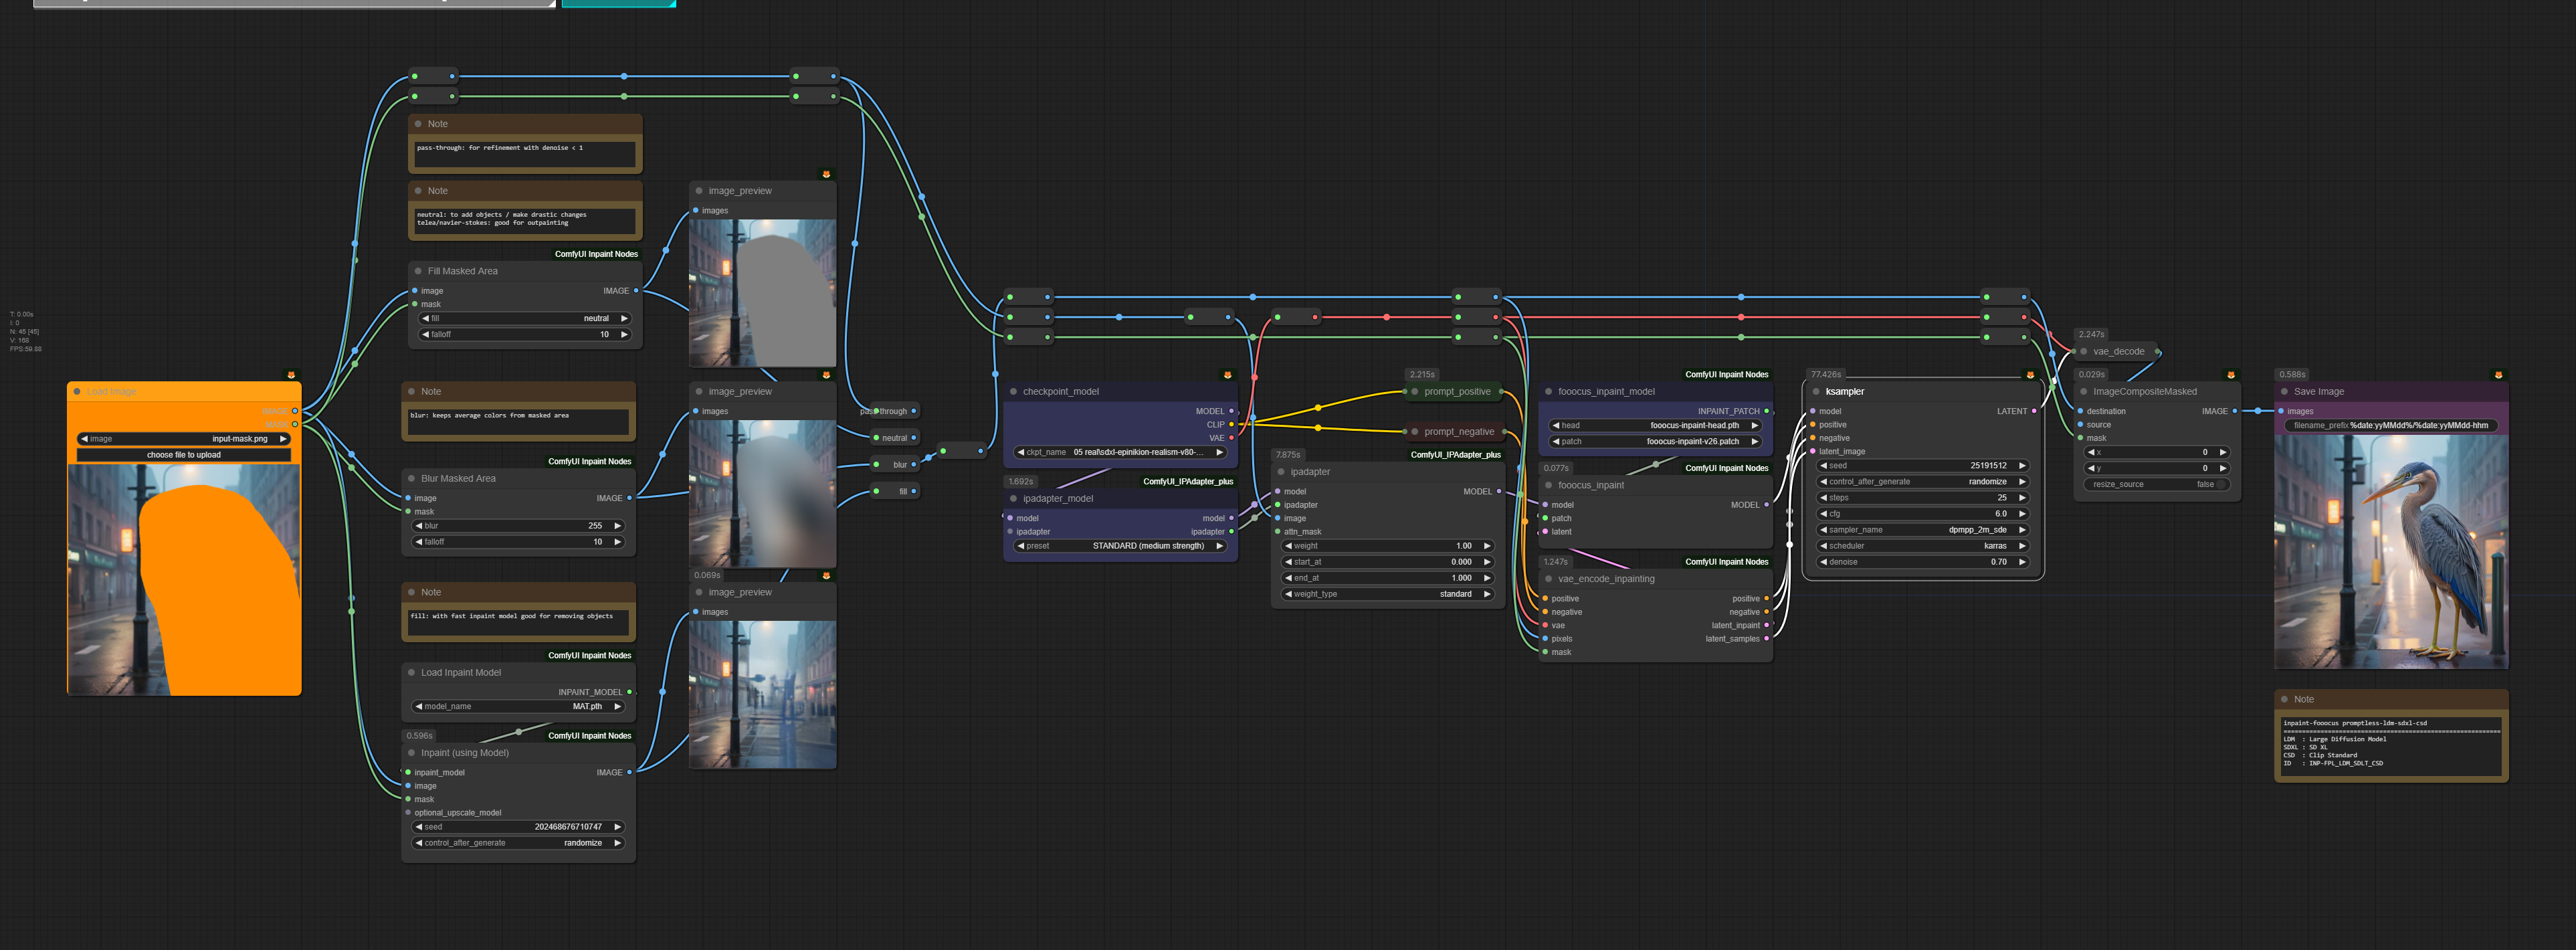 T: 0.00s
I: 0
N: 45 [45]
V: 168
FPS:59.88
Load Image
IMAGE
MASK
image input-mask.png
choose file to upload
Note
pass-through: for refinement with denoise < 1
Note
neutral: to add objects / make drastic changes
telea/navier-stokes: good for outpainting
ComfyUI Inpaint Nodes
Fill Masked Area
image IMAGE
mask
fill neutral
falloff 10
Note
blur: keeps average colors from masked area
ComfyUI Inpaint Nodes
Blur Masked Area
image IMAGE
mask
blur 255
falloff 10
Note
fill: with fast inpaint model good for removing objects
ComfyUI Inpaint Nodes
Load Inpaint Model
INPAINT_MODEL
model_name MAT.pth
0.596s ComfyUI Inpaint Nodes
Inpaint (using Model)
inpaint_model IMAGE
image
mask
optional_upscale_model
seed 202468676710747
control_after_generate randomize
image_preview
images
image_preview
images
0.069s
image_preview
images
pass-through
neutral
blur
fill
checkpoint_model
MODEL
CLIP
VAE
ckpt_name 05 real\sdxl-epinikion-realism-v80-...
1.692s ComfyUI_IPAdapter_plus
ipadapter_model
model model
ipadapter ipadapter
preset STANDARD (medium strength)
2.215s
prompt_positive
prompt_negative
7.875s ComfyUI_IPAdapter_plus
ipadapter
model MODEL
ipadapter
image
attn_mask
weight 1.00
start_at 0.000
end_at 1.000
weight_type standard
ComfyUI Inpaint Nodes
fooocus_inpaint_model
INPAINT_PATCH
head fooocus-inpaint-head.pth
patch fooocus-inpaint-v26.patch
0.077s ComfyUI Inpaint Nodes
fooocus_inpaint
model MODEL
patch
latent
1.247s ComfyUI Inpaint Nodes
vae_encode_inpainting
positive positive
negative negative
vae latent_inpaint
pixels latent_samples
mask
77.426s
ksampler
model LATENT
positive
negative
latent_image
seed 25191512
control_after_generate randomize
steps 25
cfg 6.0
sampler_name dpmpp_2m_sde
scheduler karras
denoise 0.70
2.247s
vae_decode
0.029s
ImageCompositeMasked
destination IMAGE
source
mask
x 0
y 0
resize_source false
0.588s
Save Image
images
filename_prefix %date:yyMMdd%/%date:yyMMdd-hhm
Note
inpaint-fooocus promptless-ldm-sdxl-csd
=======================================================
LDM : Large Diffusion Model
SDXL : SD XL
CSD : Clip Standard
ID : INP-FPL_LDM_SDLT_CSD